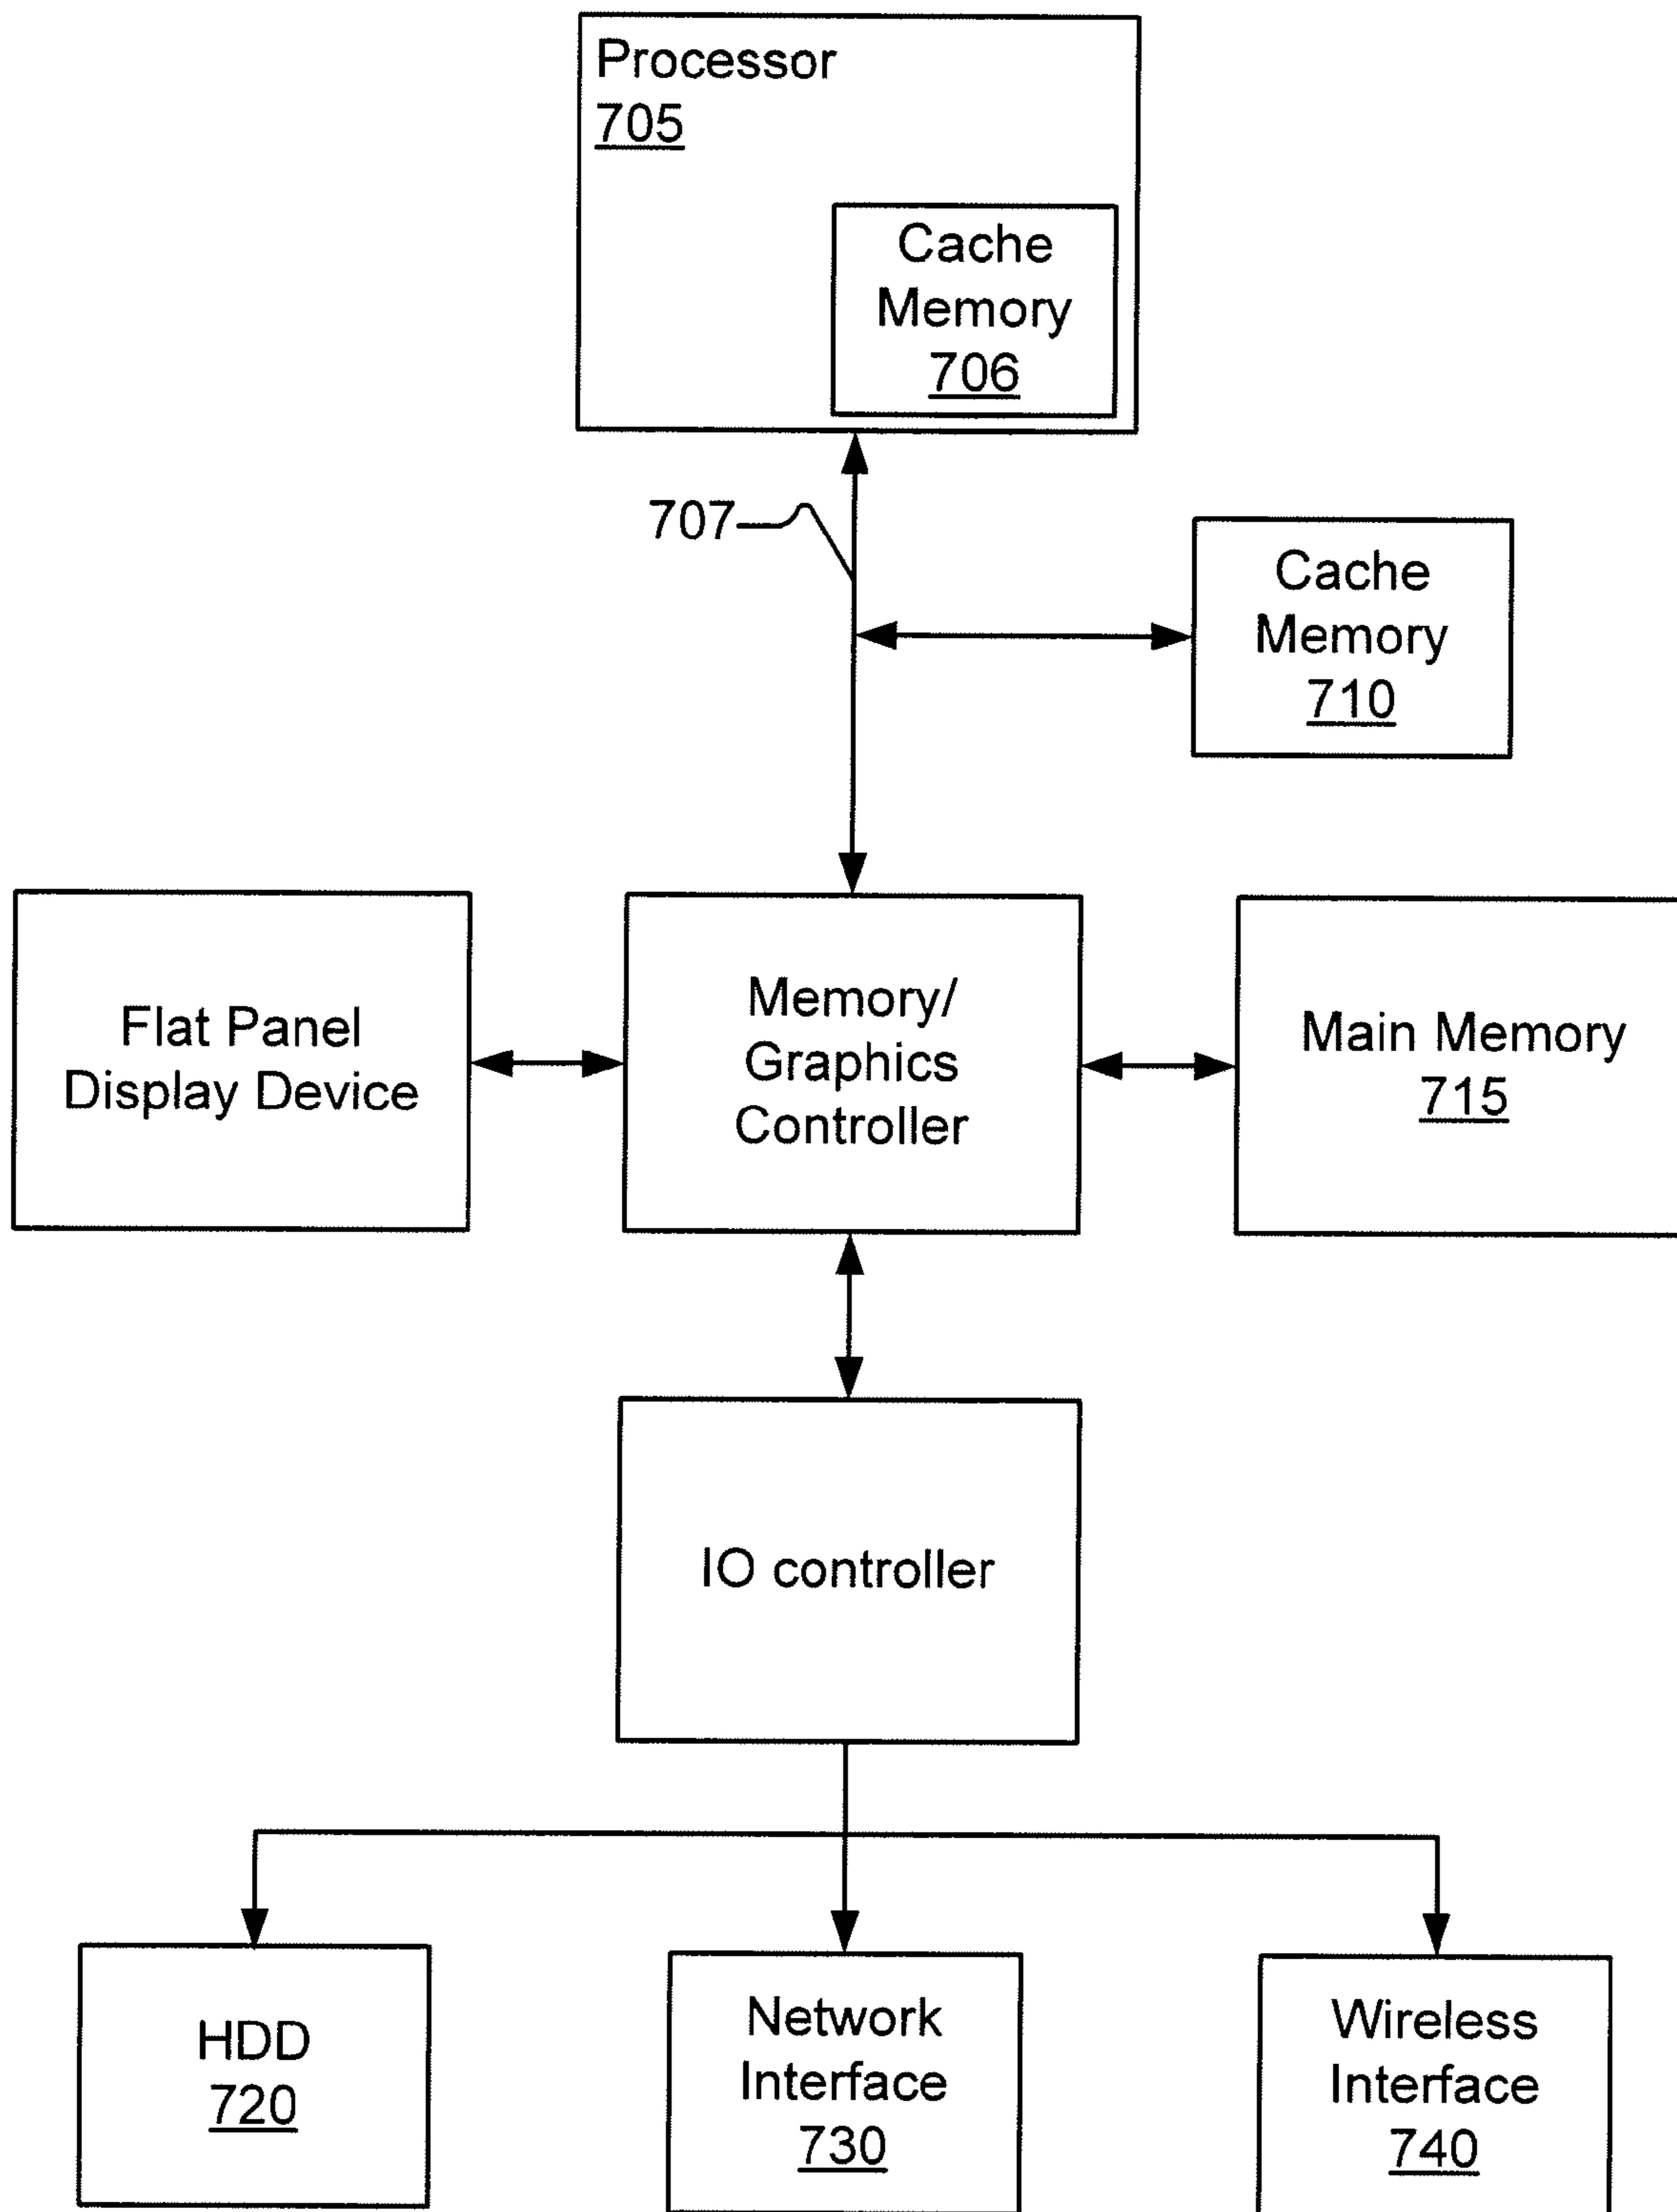 Processor
705
Cache
Memory
706
707
Cache
Memory
710
Flat Panel
Display Device
Memory/
Graphics
Controller
Main Memory
715
IO controller
HDD
720
Network
Interface
730
Wireless
Interface
740